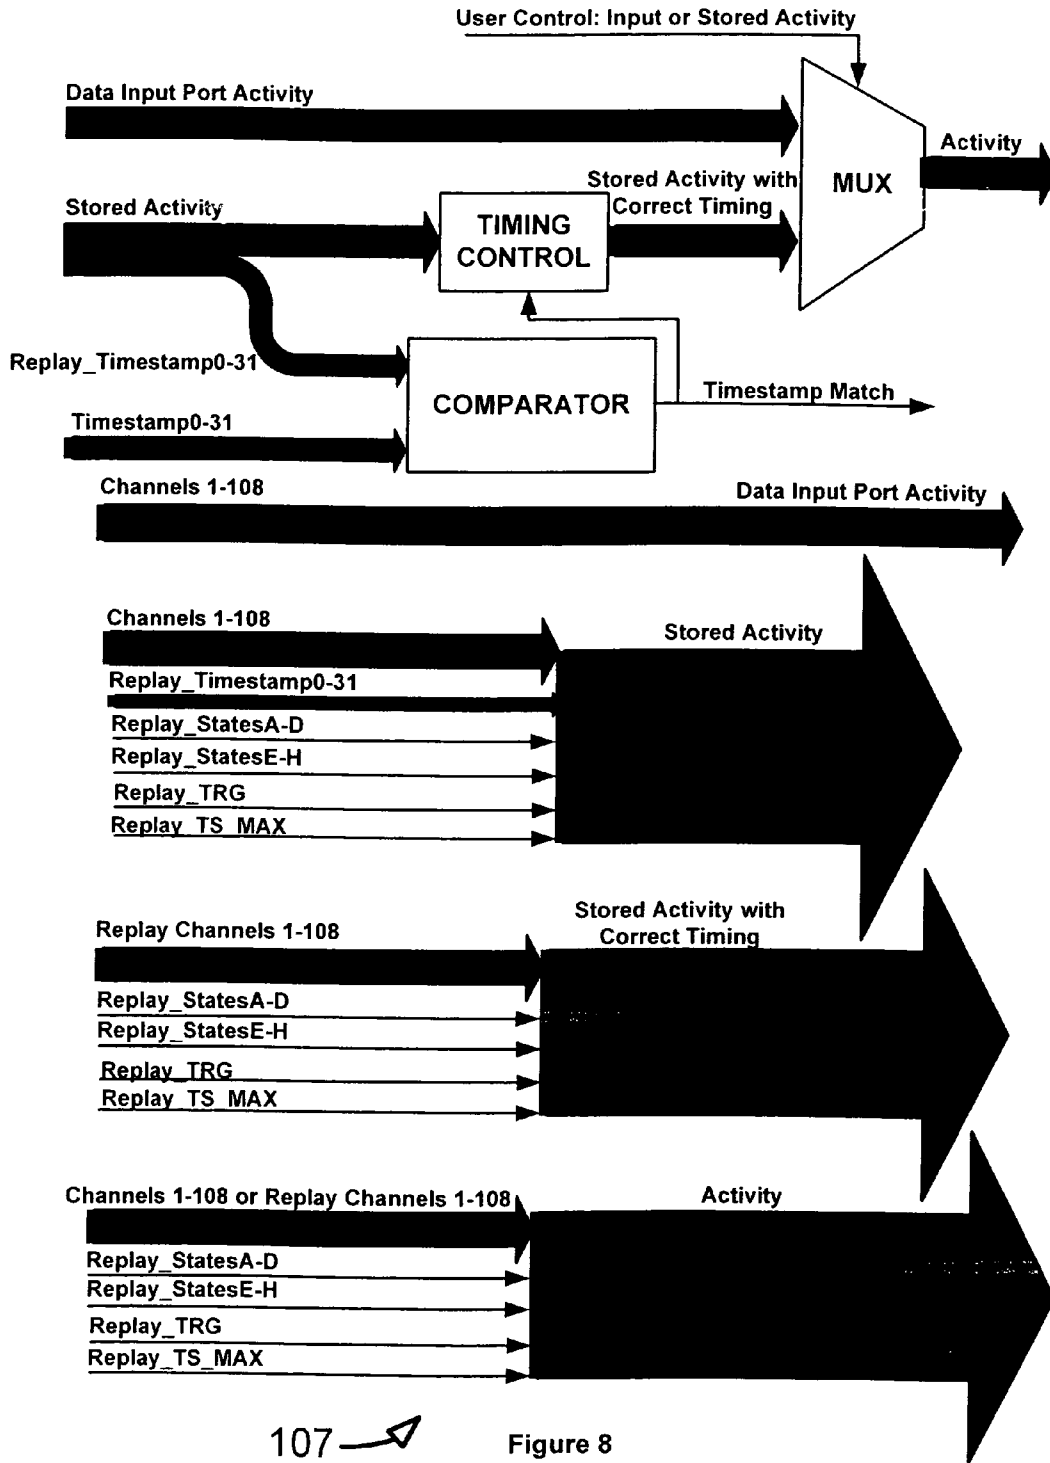 User Control: Input or Stored Activity
Data Input Port Activity
Activity
MUX
Stored Activity with
Correct Timing
Stored Activity
TIMING
CONTROL
Replay_Timestamp0-31
COMPARATOR
Timestamp Match
Timestamp0-31
Channels 1-108
Data Input Port Activity
Channels 1-108
Stored Activity
Replay_Timestamp0-31
Replay_StatesA-D
Replay_StatesE-H
Replay_TRG
Replay_TS_MAX
Stored Activity with
Correct Timing
Replay Channels 1-108
Replay_StatesA-D
Replay_StatesE-H
Replay_TRG
Replay_TS_MAX
Channels 1-108 or Replay Channels 1-108
Activity
Replay_StatesA-D
Replay_StatesE-H
Replay_TRG
Replay_TS_MAX
107
Figure 8